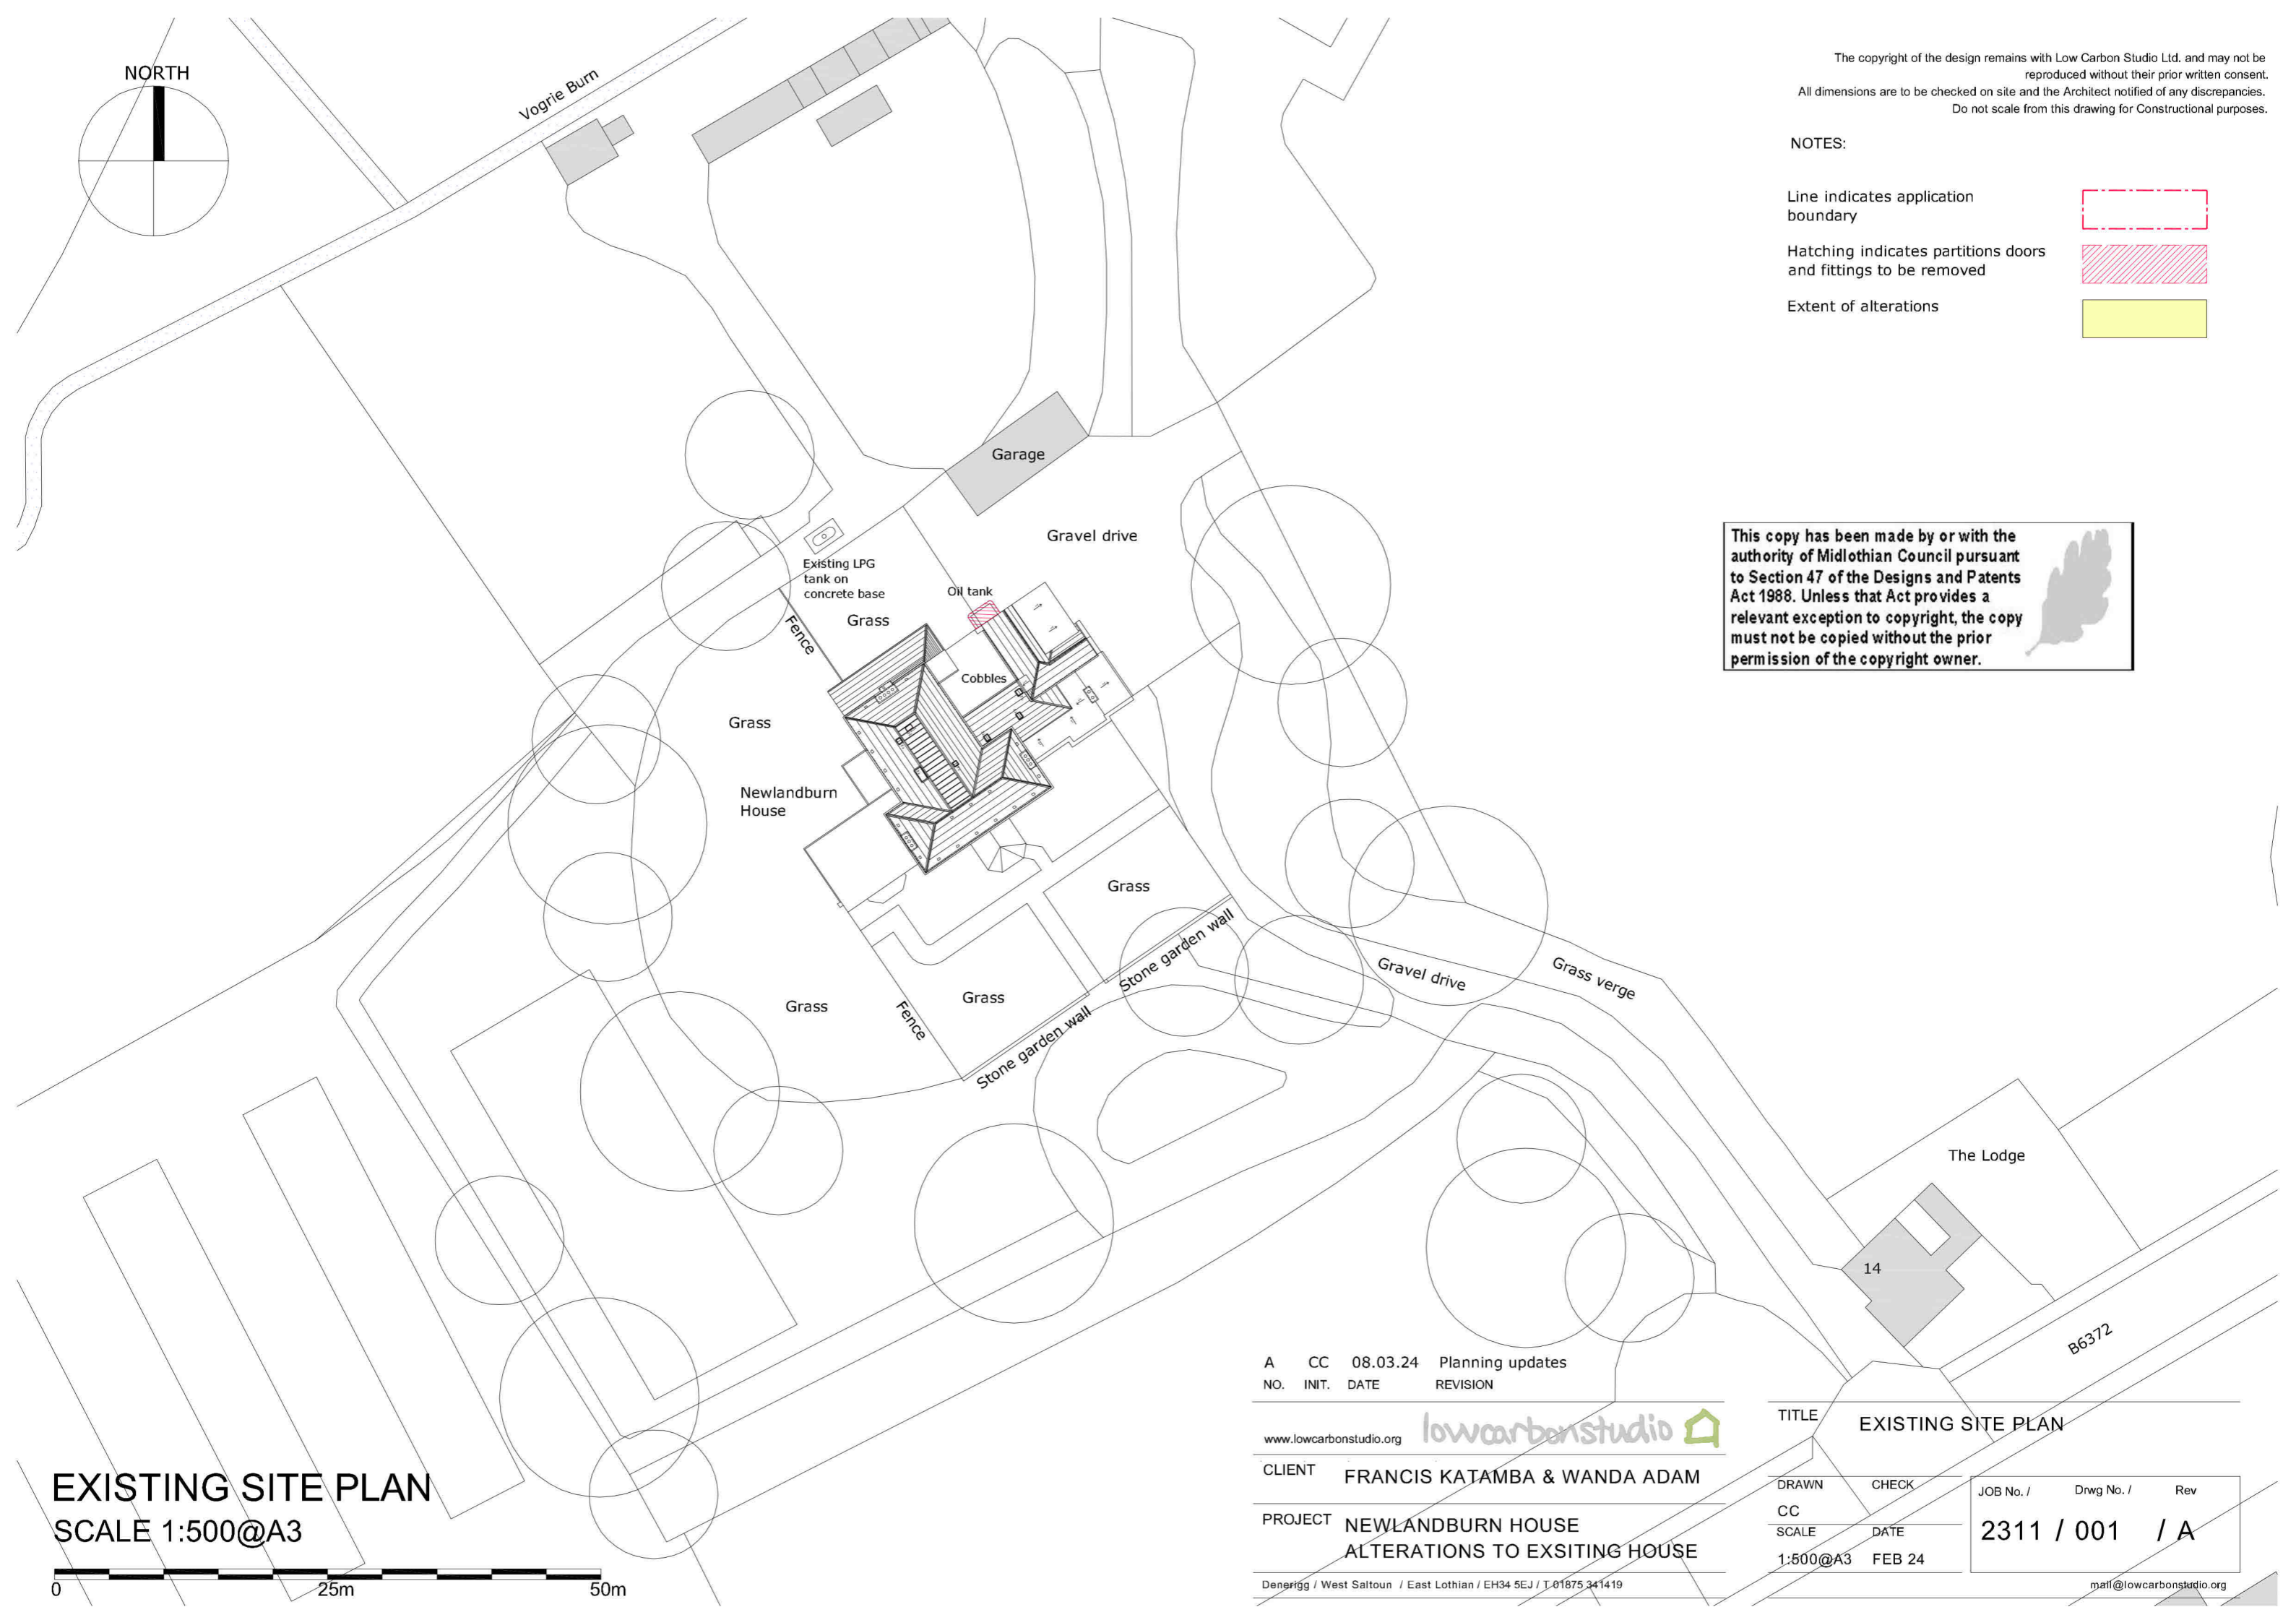 NORTH
Vogrie Burn
The copyright of the design remains with Low Carbon Studio Ltd. and may not be
reproduced without their prior written consent.
All dimensions are to be checked on site and the Architect notified of any discrepancies.
Do not scale from this drawing for Constructional purposes.
NOTES:
Line indicates application
boundary
Hatching indicates partitions doors
and fittings to be removed
Extent of alterations
Garage
Gravel drive
Existing LPG
tank on
concrete base
Oil tank
Grass
Fence
Cobbles
Grass
Newlandburn
House
This copy has been made by or with the
authority of Midlothian Council pursuant
to Section 47 of the Designs and Patents
Act 1988. Unless that Act provides a
relevant exception to copyright, the copy
must not be copied without the prior
permission of the copyright owner.
Grass
Stone garden wall
Gravel drive
Grass verge
Grass
Grass
Fence
Stone garden wall
The Lodge
14
B6372
A CC 08.03.24 Planning updates
NO. INIT. DATE REVISION
www.lowcarbonstudio.org lowcarbonstudio
CLIENT FRANCIS KATAMBA & WANDA ADAM
PROJECT NEWLANDBURN HOUSE
ALTERATIONS TO EXSITING HOUSE
Denerigg / West Saltoun / East Lothian / EH34 5EJ / T 01875 341419
TITLE EXISTING SITE PLAN
DRAWN CHECK
CC
SCALE DATE
1:500@A3 FEB 24
JOB No. / Drwg No. / Rev
2311 / 001 / A
mail@lowcarbonstudio.org
EXISTING SITE PLAN
SCALE 1:500@A3
0 25m 50m